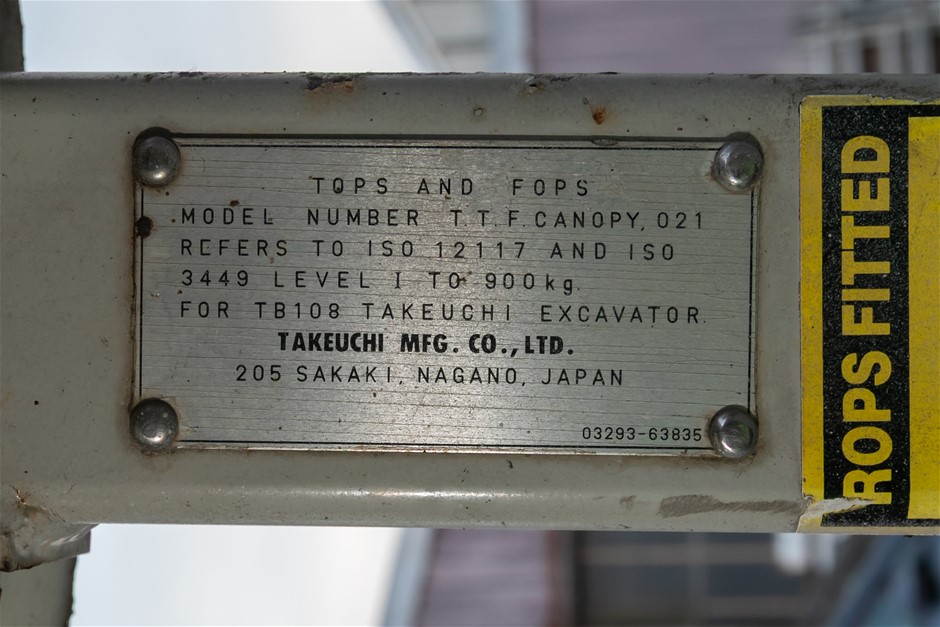 TOPS AND FOPS
MODEL NUMBER T.T.F.CANOPY, 021
REFERS TO ISO 12117 AND ISO
3449 LEVEL I TO 900kg.
FOR TB108 TAKEUCHI EXCAVATOR.
TAKEUCHI MFG. CO., LTD.
205 SAKAKI, NAGANO, JAPAN
03293-63835
ROPS FITTED